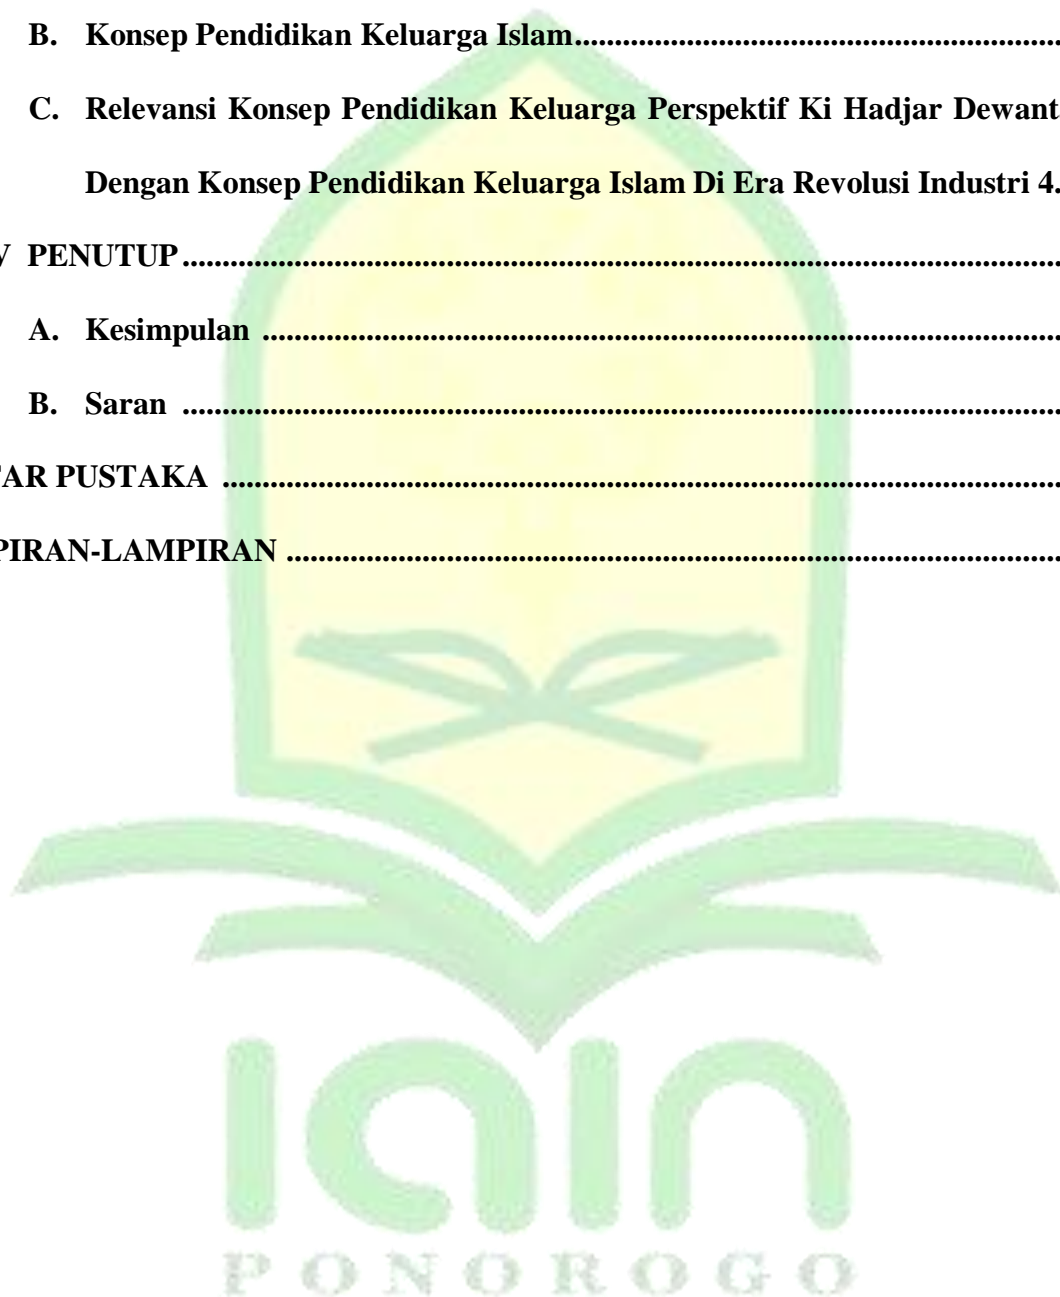 B. Konsep Pendidikan Keluarga Islam..........................................................
C. Relevansi Konsep Pendidikan Keluarga Perspektif Ki Hadjar Dewant
Dengan Konsep Pendidikan Keluarga Islam Di Era Revolusi Industri 4.
V PENUTUP..........................................................................................................
A. Kesimpulan ...................................................................................................
B. Saran .............................................................................................................
AR PUSTAKA ........................................................................................................
PIRAN-LAMPIRAN ................................................................................................
iain
PONOROGO